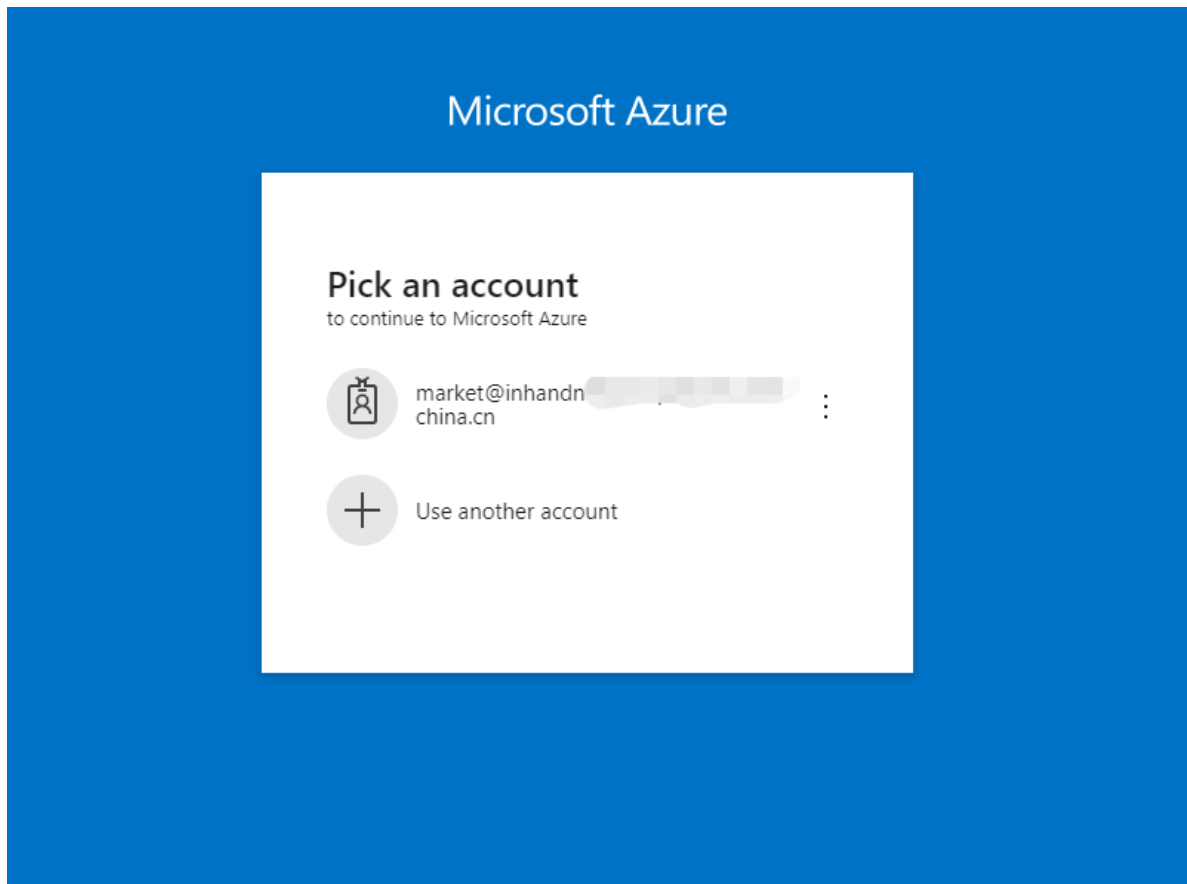 Microsoft Azure
Pick an account
to continue to Microsoft Azure
market@inhandn
china.cn
Use another account